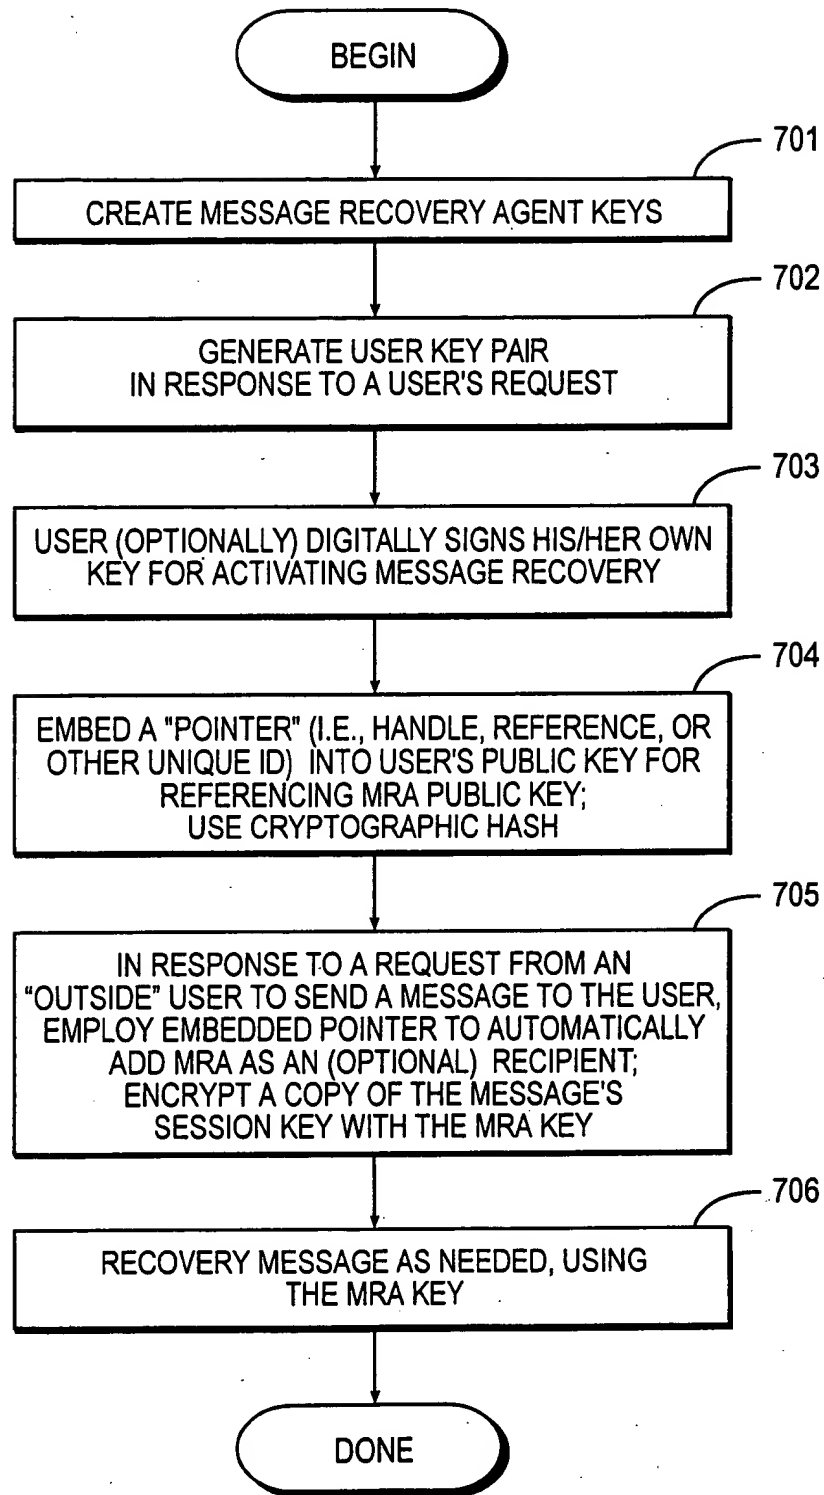 BEGIN
701
CREATE MESSAGE RECOVERY AGENT KEYS
702
GENERATE USER KEY PAIR
IN RESPONSE TO A USER'S REQUEST
703
USER (OPTIONALLY) DIGITALLY SIGNS HIS/HER OWN
KEY FOR ACTIVATING MESSAGE RECOVERY
704
EMBED A "POINTER" (I.E., HANDLE, REFERENCE, OR
OTHER UNIQUE ID) INTO USER'S PUBLIC KEY FOR
REFERENCING MRA PUBLIC KEY;
USE CRYPTOGRAPHIC HASH
705
IN RESPONSE TO A REQUEST FROM AN
"OUTSIDE" USER TO SEND A MESSAGE TO THE USER,
EMPLOY EMBEDDED POINTER TO AUTOMATICALLY
ADD MRA AS AN (OPTIONAL) RECIPIENT;
ENCRYPT A COPY OF THE MESSAGE'S
SESSION KEY WITH THE MRA KEY
706
RECOVERY MESSAGE AS NEEDED, USING
THE MRA KEY
DONE